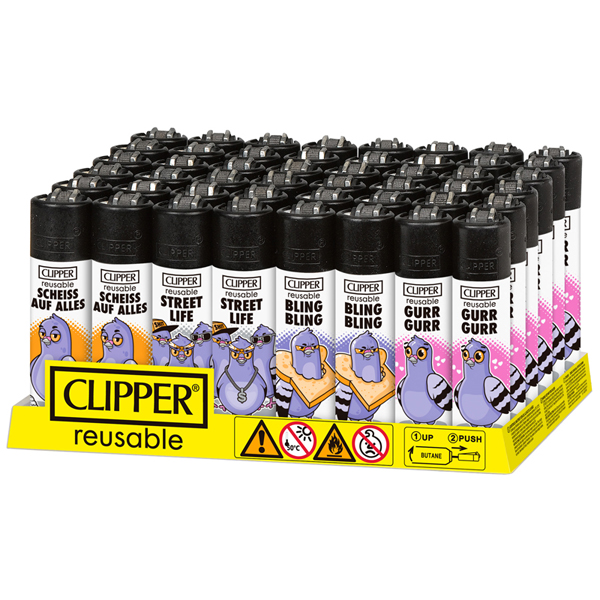 CLIPPER
reusable
SCHEISS
AUF ALLES
CLIPPER
reusable
SCHEISS
AUF ALLES
CLIPPER
reusable
STREET
LIFE
CLIPPER
reusable
STREET
LIFE
S
CLIPPER
reusable
BLING
BLING
CLIPPER
reusable
BLING
BLING
CLIPPER
reusable
GURR
GURR
CLIPPER
reusable
GURR
GURR
CLIPPER®
reusable
50°C
1 UP 2 PUSH
BUTANE